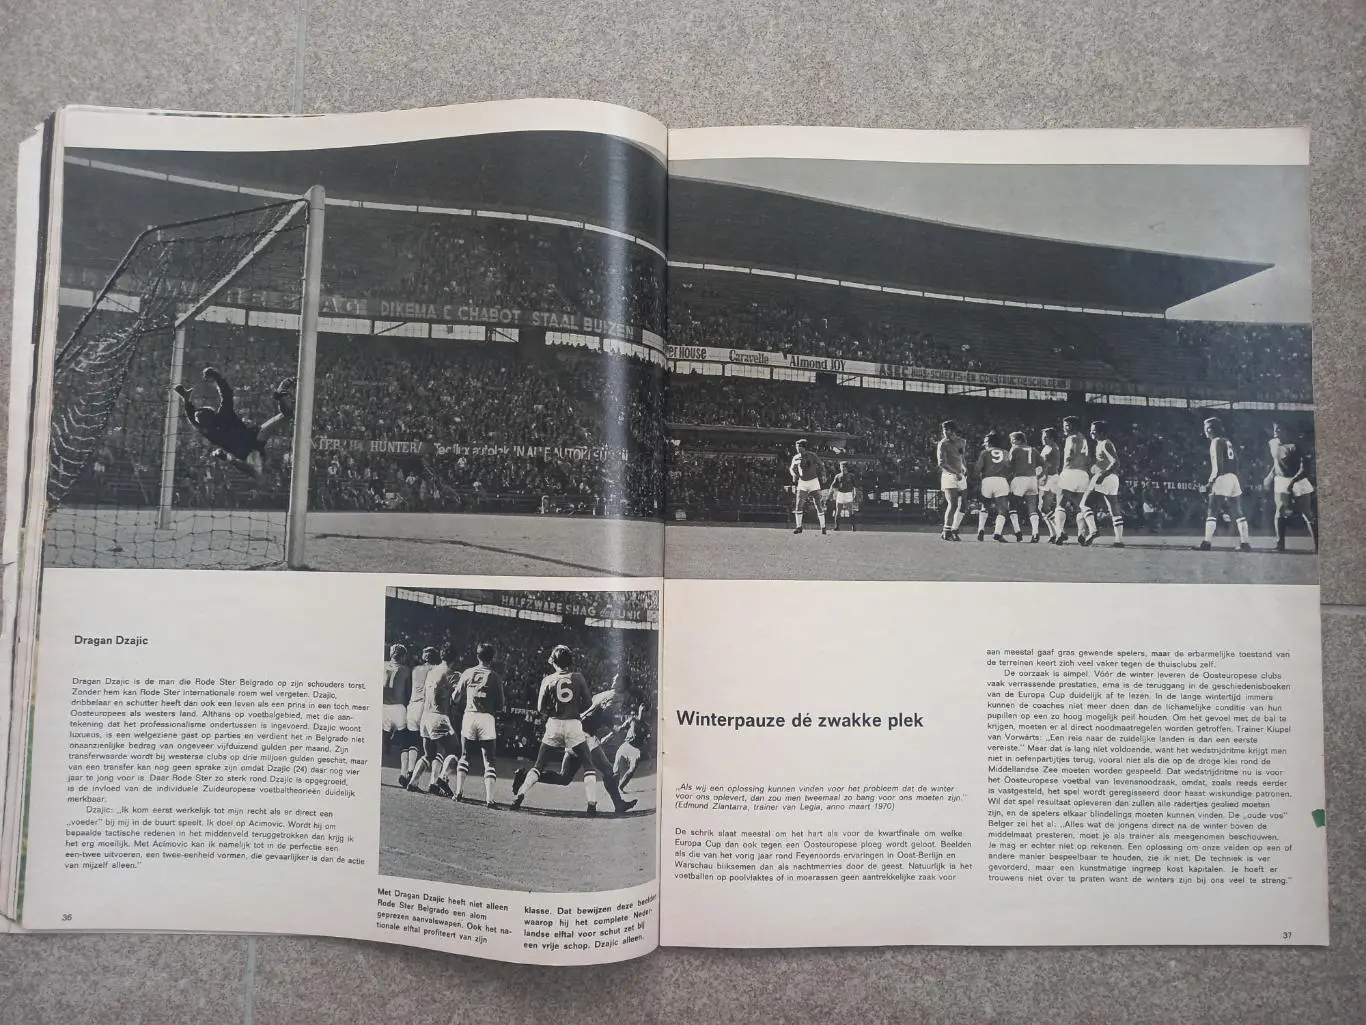 DIKEMA & CHABOT STAAL BUIZEN
HUNTER
er House Caravelle Almond JOY
9 7 4 8
HALFZWARE SHAG
6
Dragan Dzajic
Dragan Dzajic is de man die Rode Ster Belgrado op zijn schouders torst.
Zonder hem kan Rode Ster internationale roem wel vergeten. Dzajic,
dribbelaar en schutter heeft dan ook een leven als een prins in een toch meer
Oosteuropees als westers land. Althans op voetbalgebied, met die aan-
tekening dat het professionalisme ondertussen is ingevoerd. Dzajic woont
luxueus, is een welgeziene gast op parties en verdient het in Belgrado niet
onaanzienlijke bedrag van ongeveer vijfduizend gulden per maand. Zijn
transferwaarde wordt bij westerse clubs op drie miljoen gulden geschat, maar
van een transfer kan nog geen sprake zijn omdat Dzajic (24) daar nog vier
jaar te jong voor is. Daar Rode Ster zo sterk rond Dzajic is opgegroeid,
is de invloed van de individuele Zuideuropese voetbaltheorieën duidelijk
merkbaar.
Dzajic: „Ik kom eerst werkelijk tot mijn recht als er direct een
„voeder” bij mij in de buurt speelt. Ik doel op Acimovic. Wordt hij om
bepaalde tactische redenen in het middenveld teruggetrokken dan krijg ik
het erg moeilijk. Met Acimovic kan ik namelijk tot in de perfectie een
een-twee uitvoeren, een twee-eenheid vormen, die gevaarlijker is dan de actie
van mijzelf alleen.”
36
Met Dragan Dzajic heeft niet alleen
Rode Ster Belgrado een alom
geprezen aanvalswapen. Ook het na-
tionale elftal profiteert van zijn
klasse. Dat bewijzen deze beelden
waarop hij het complete Neder-
landse elftal voor schut zet bij
een vrije schop. Dzajic alleen.
Winterpauze dé zwakke plek
„Als wij een oplossing kunnen vinden voor het probleem dat de winter
voor ons oplevert, dan zou men tweemaal zo bang voor ons moeten zijn.”
(Edmund Zlantarra, trainer van Legia, anno maart 1970)
De schrik slaat meestal om het hart als voor de kwartfinale om welke
Europa Cup dan ook tegen een Oosteuropese ploeg wordt geloot. Beelden
als die van het vorig jaar rond Feyenoords ervaringen in Oost-Berlijn en
Warschau bliksemen dan als nachtmerries door de geest. Natuurlijk is het
voetballen op poolvlaktes of in moerassen geen aantrekkelijke zaak voor
aan meestal gaaf gras gewende spelers, maar de erbarmelijke toestand van
de terreinen keert zich veel vaker tegen de thuisclubs zelf.
De oorzaak is simpel. Vóór de winter leveren de Oosteuropese clubs
vaak verrassende prestaties, erna is de teruggang in de geschiedenisboeken
van de Europa Cup duidelijk af te lezen. In de lange wintertijd immers
kunnen de coaches niet meer doen dan de lichamelijke conditie van hun
pupillen op een zo hoog mogelijk peil houden. Om het gevoel met de bal te
krijgen, moeten er al direct noodmaatregelen worden getroffen. Trainer Klupel
van Vorwärts: „Een reis naar de zuidelijke landen is dan een eerste
vereiste.” Maar dat is lang niet voldoende, want het wedstrijdritme krijgt men
niet in oefenpartijtjes terug, vooral niet als die op de droge klei rond de
Middellandse Zee moeten worden gespeeld. Dat wedstrijdritme nu is voor
het Oosteuropese voetbal van levensnoodzaak, omdat, zoals reeds eerder
is vastgesteld, het spel wordt geregisseerd door haast wiskundige patronen.
Wil dat spel resultaat opleveren dan zullen alle radertjes geolied moeten
zijn, en de spelers elkaar blindelings moeten kunnen vinden. De „oude vos”
Belger zei het al. „Alles wat de jongens direct na de winter boven de
middelmaat presteren, moet je als trainer als meegenomen beschouwen.
Je mag er echter niet op rekenen. Een oplossing om onze velden op een of
andere manier bespeelbaar te houden, zie ik niet. De techniek is ver
gevorderd, maar een kunstmatige ingreep kost kapitalen. Je hoeft er
trouwens niet over te praten want de winters zijn bij ons veel te streng.”
37